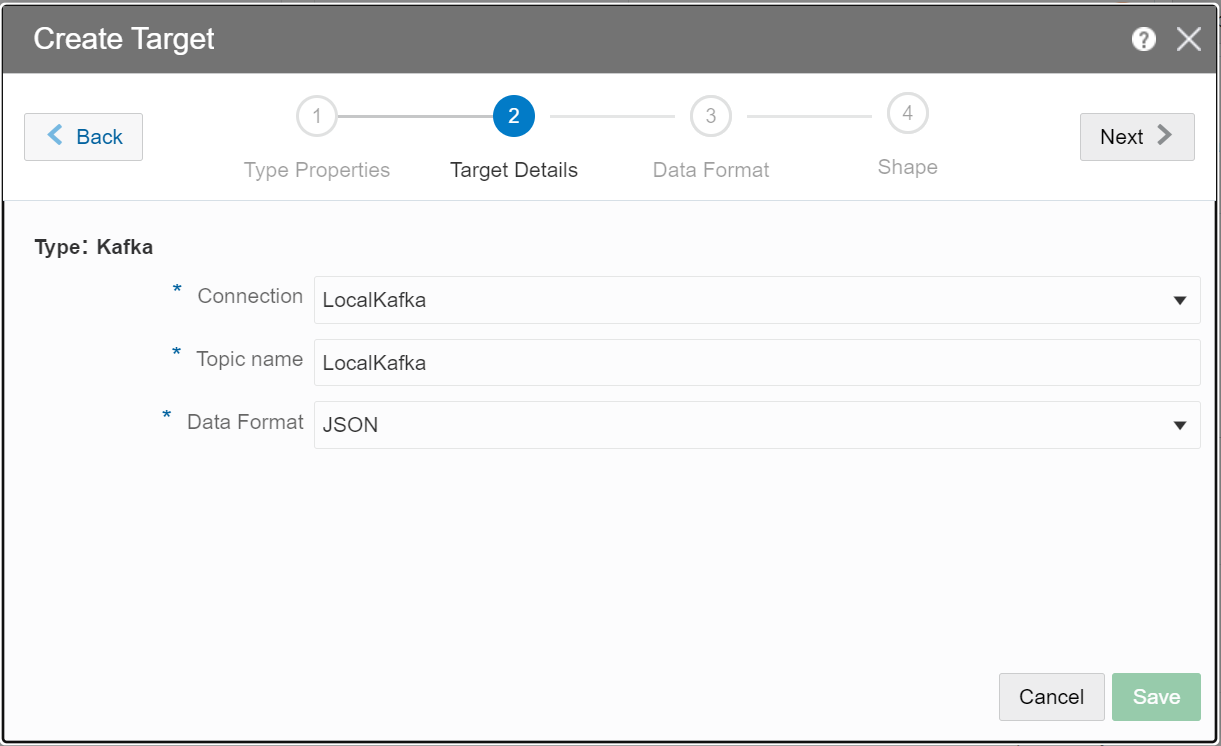 Create Target
?
Back
1
2
3
4
Next
Type Properties
Target Details
Data Format
Shape
Type: Kafka
* Connection LocalKafka
* Topic name LocalKafka
* Data Format JSON
Cancel
Save